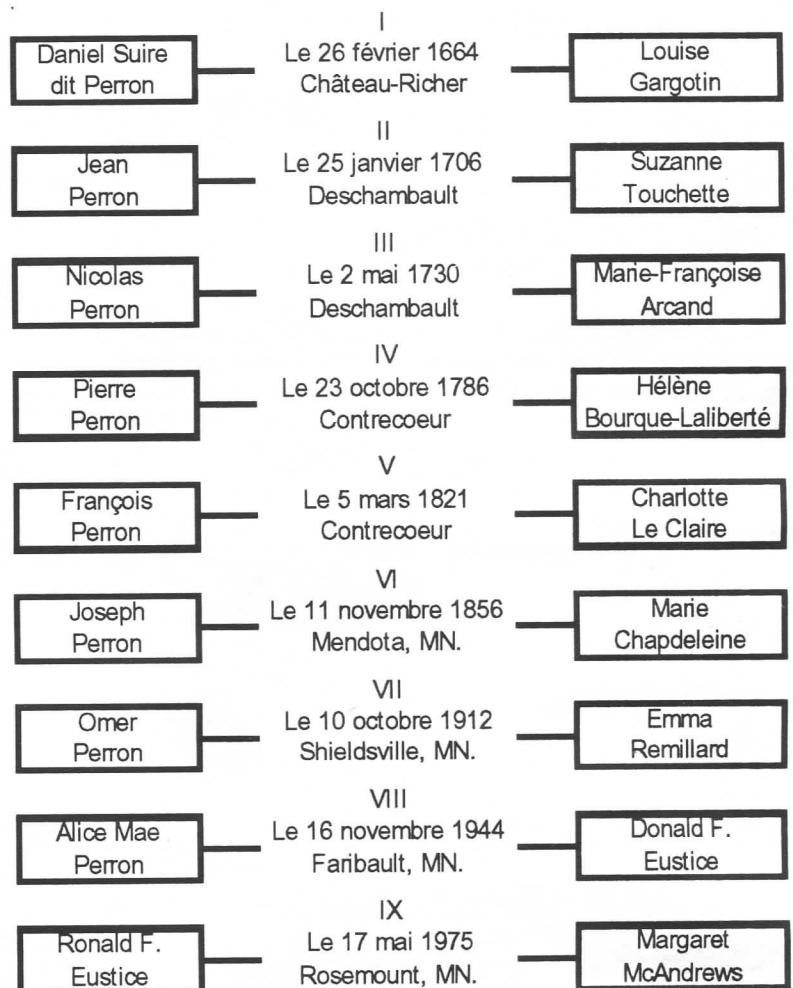 I
Daniel Suire
dit Perron
Le 26 février 1664
Château-Richer
Louise
Gargotin
II
Jean
Perron
Le 25 janvier 1706
Deschambault
Suzanne
Touchette
III
Nicolas
Perron
Le 2 mai 1730
Deschambault
Marie-Françoise
Arcand
IV
Pierre
Perron
Le 23 octobre 1786
Contrecoeur
Hélène
Bourque-Laliberté
V
François
Perron
Le 5 mars 1821
Contrecoeur
Charlotte
Le Claire
VI
Joseph
Perron
Le 11 novembre 1856
Mendota, MN.
Marie
Chapdeleine
VII
Omer
Perron
Le 10 octobre 1912
Shieldsville, MN.
Emma
Remillard
VIII
Alice Mae
Perron
Le 16 novembre 1944
Faribault, MN.
Donald F.
Eustice
IX
Ronald F.
Eustice
Le 17 mai 1975
Rosemount, MN.
Margaret
McAndrews